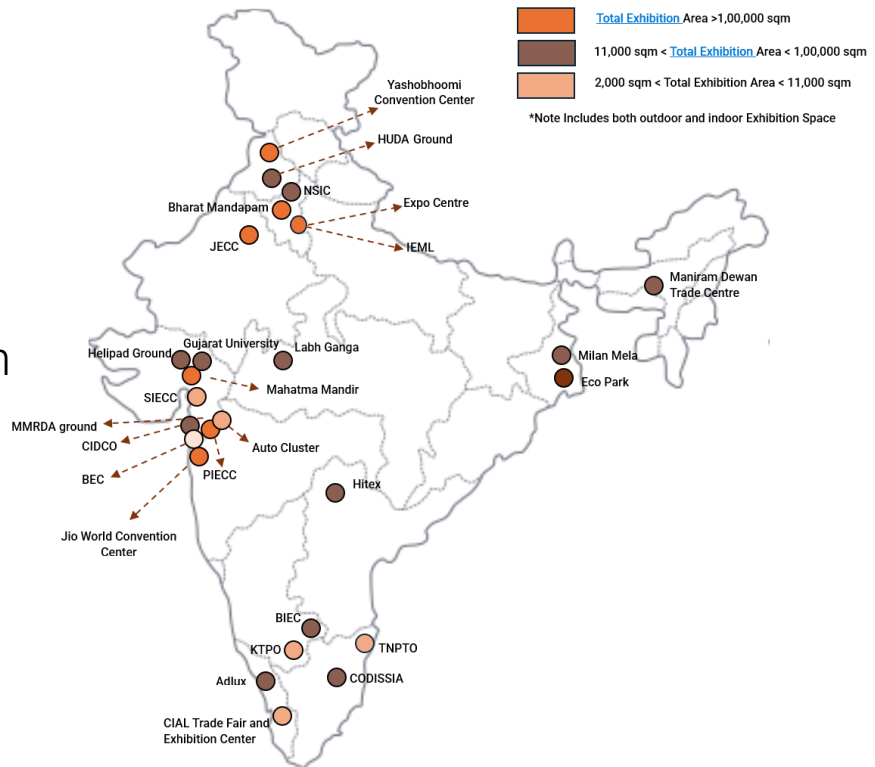 Total Exhibition Area >1,00,000 sqm
11,000 sqm < Total Exhibition Area < 1,00,000 sqm
2,000 sqm < Total Exhibition Area < 11,000 sqm
*Note Includes both outdoor and indoor Exhibition Space
Yashobhoomi
Convention Center
HUDA Ground
NSIC
Bharat Mandapam
Expo Centre
JECC
IEML
Maniram Dewan
Trade Centre
Helipad Ground
Gujarat University
Labh Ganga
Milan Mela
Eco Park
Mahatma Mandir
SIECC
MMRDA ground
CIDCO
Auto Cluster
BEC
PIECC
Hitex
Jio World Convention
Center
BIEC
KTPO
TNPTO
Adlux
CODISSIA
CIAL Trade Fair and
Exhibition Center